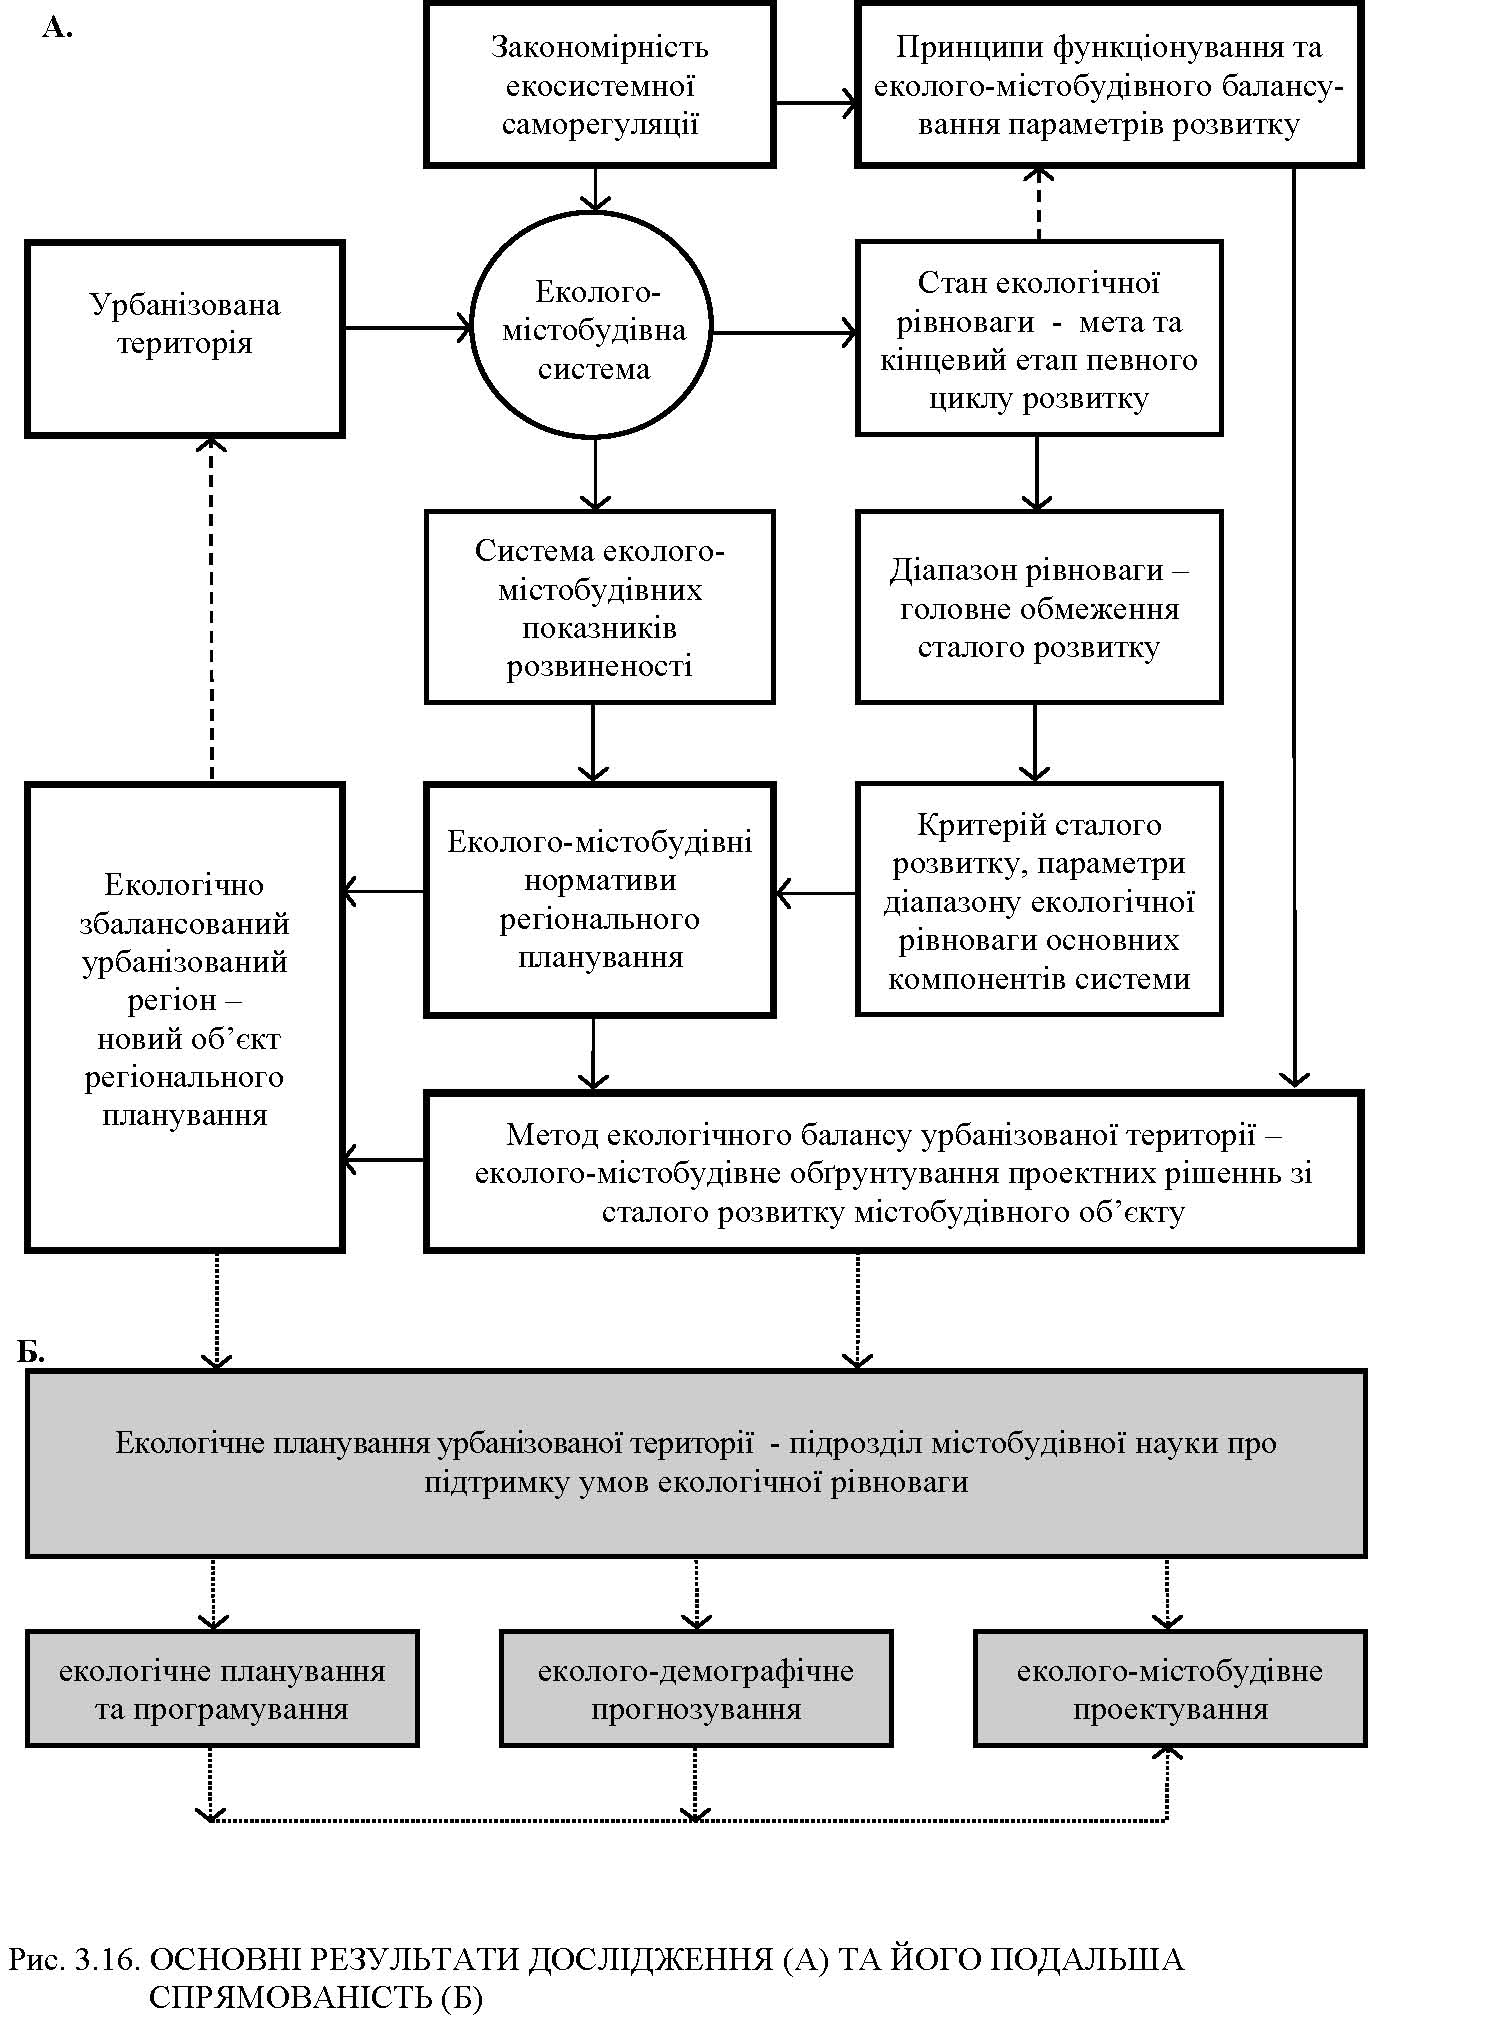 А.
Закономірність
екосистемної
саморегуляції
Принципи функціонування та
еколого-містобудівного балансу-
вання параметрів розвитку
Урбанізована
територія
Еколого-
містобудівна
система
Стан екологічної
рівноваги - мета та
кінцевий етап певного
циклу розвитку
Система еколого-
містобудівних
показників
розвиненості
Діапазон рівноваги –
головне обмеження
сталого розвитку
Екологічно
збалансований
урбанізований
регіон –
новий об’єкт
регіонального
планування
Еколого-містобудівні
нормативи
регіонального
планування
Критерій сталого
розвитку, параметри
діапазону екологічної
рівноваги основних
компонентів системи
Метод екологічного балансу урбанізованої території –
еколого-містобудівне обґрунтування проектних рішеннь зі
сталого розвитку містобудівного об’єкту
Б.
Екологічне планування урбанізованої території - підрозділ містобудівної науки про
підтримку умов екологічної рівноваги
екологічне планування
та програмування
еколого-демографічне
прогнозування
еколого-містобудівне
проектування
Рис. 3.16. ОСНОВНІ РЕЗУЛЬТАТИ ДОСЛІДЖЕННЯ (А) ТА ЙОГО ПОДАЛЬША
СПРЯМОВАНІСТЬ (Б)